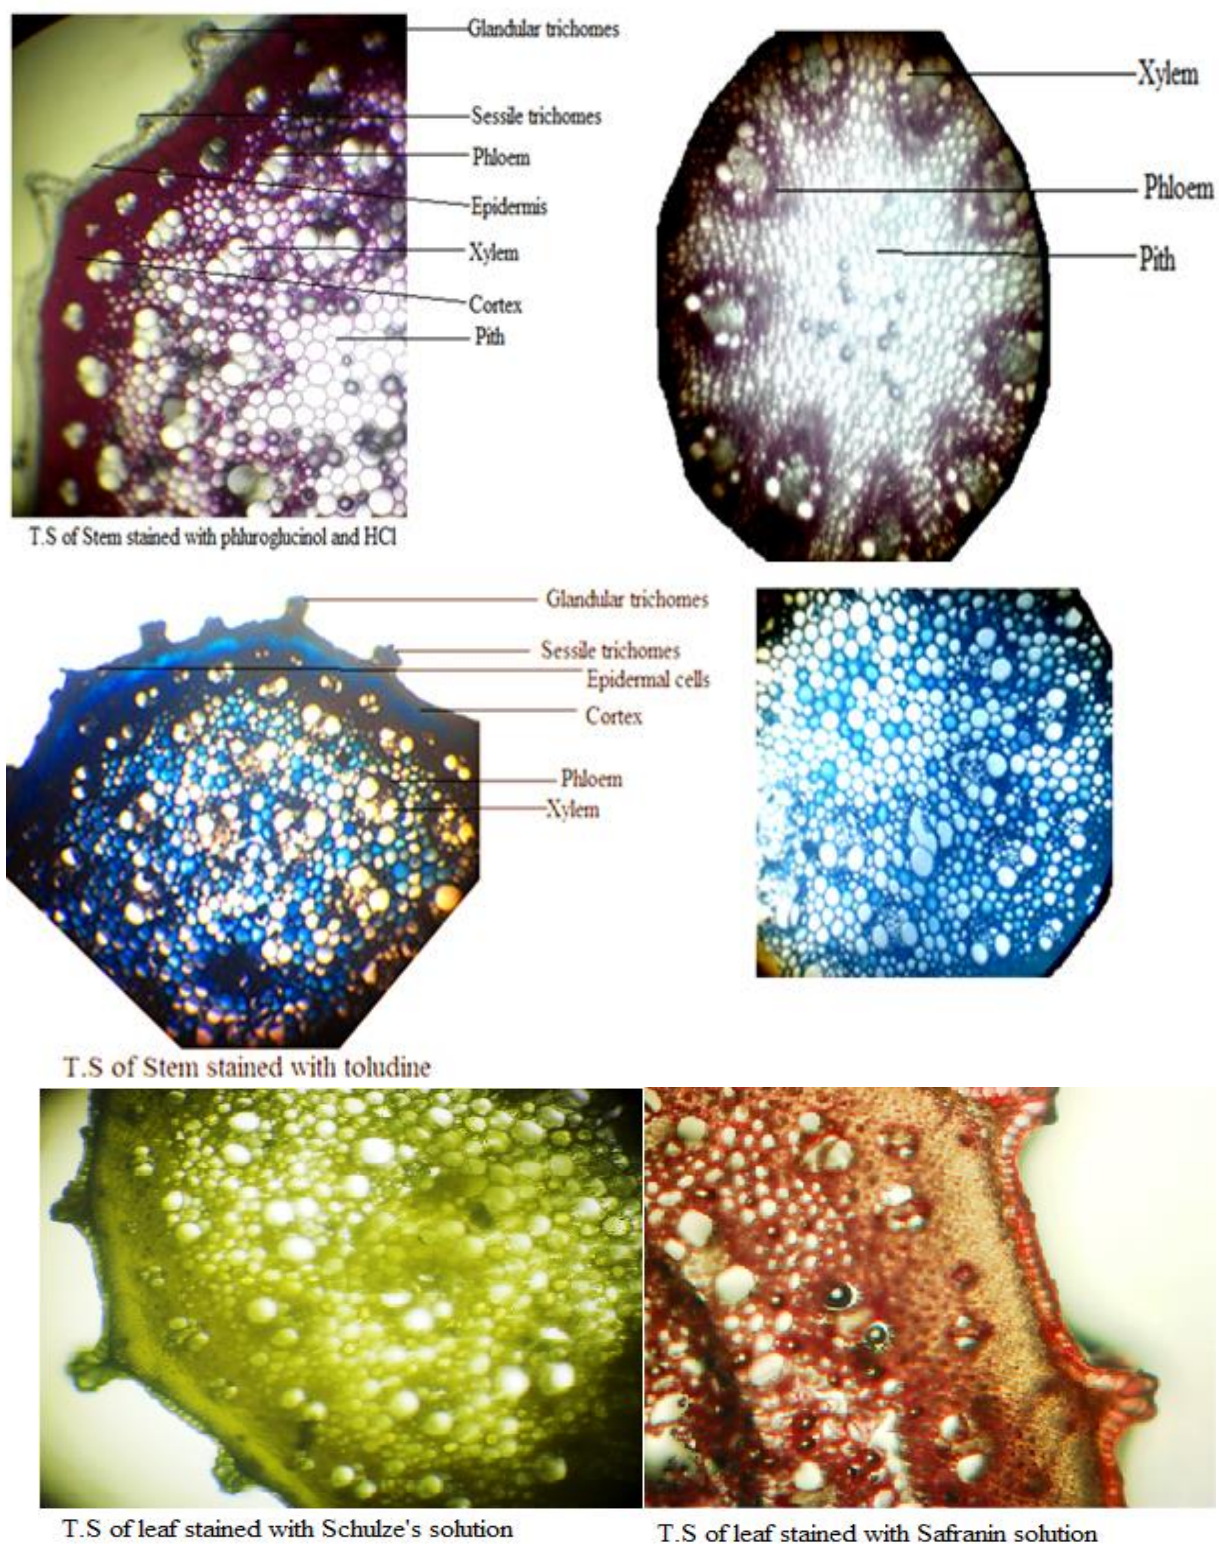 Glandular trichomes
Sessile trichomes
Phloem
Epidermis
Xylem
Cortex
Pith
T.S of Stem stained with phluroglucinol and HCl
Xylem
Phloem
Pith
Glandular trichomes
Sessile trichomes
Epidermal cells
Cortex
Phloem
Xylem
T.S of Stem stained with toludine
T.S of leaf stained with Schulze's solution
T.S of leaf stained with Safranin solution